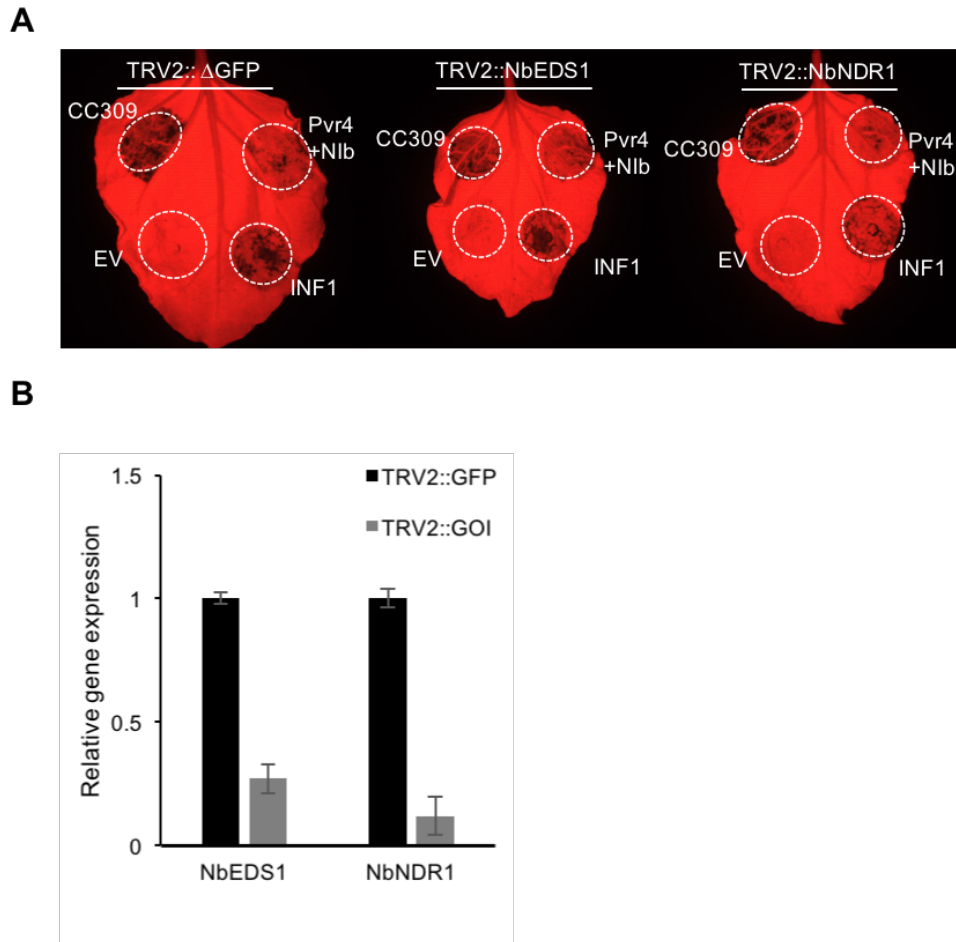 A
TRV2:: ΔGFP
TRV2::NbEDS1
TRV2::NbNDR1
CC309
Pvr4
+NIb
EV
INF1
CC309
Pvr4
+NIb
EV
INF1
CC309
Pvr4
+NIb
EV
INF1
B
1.5
1
0.5
0
Relative gene expression
TRV2::GFP
TRV2::GOI
NbEDS1
NbNDR1